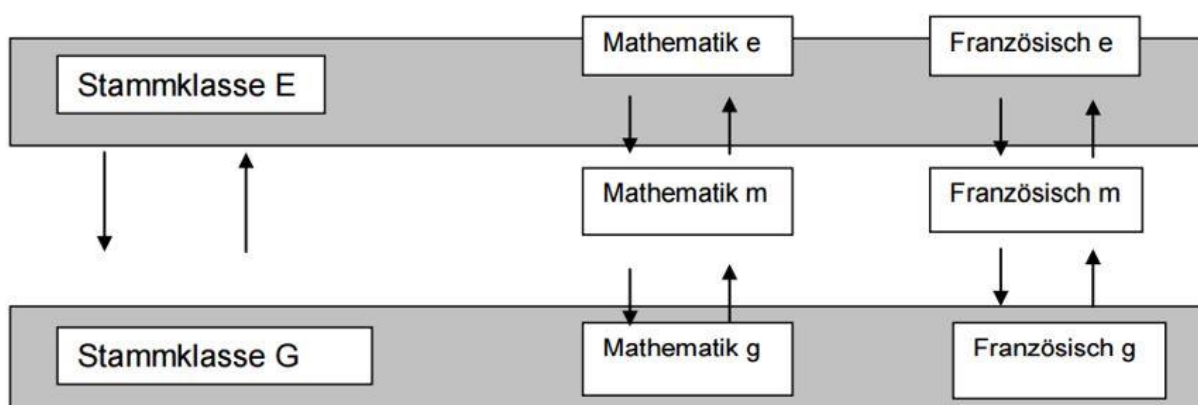 Mathematik e
Französisch e
Stammklasse E
Mathematik m
Französisch m
Stammklasse G
Mathematik g
Französisch g